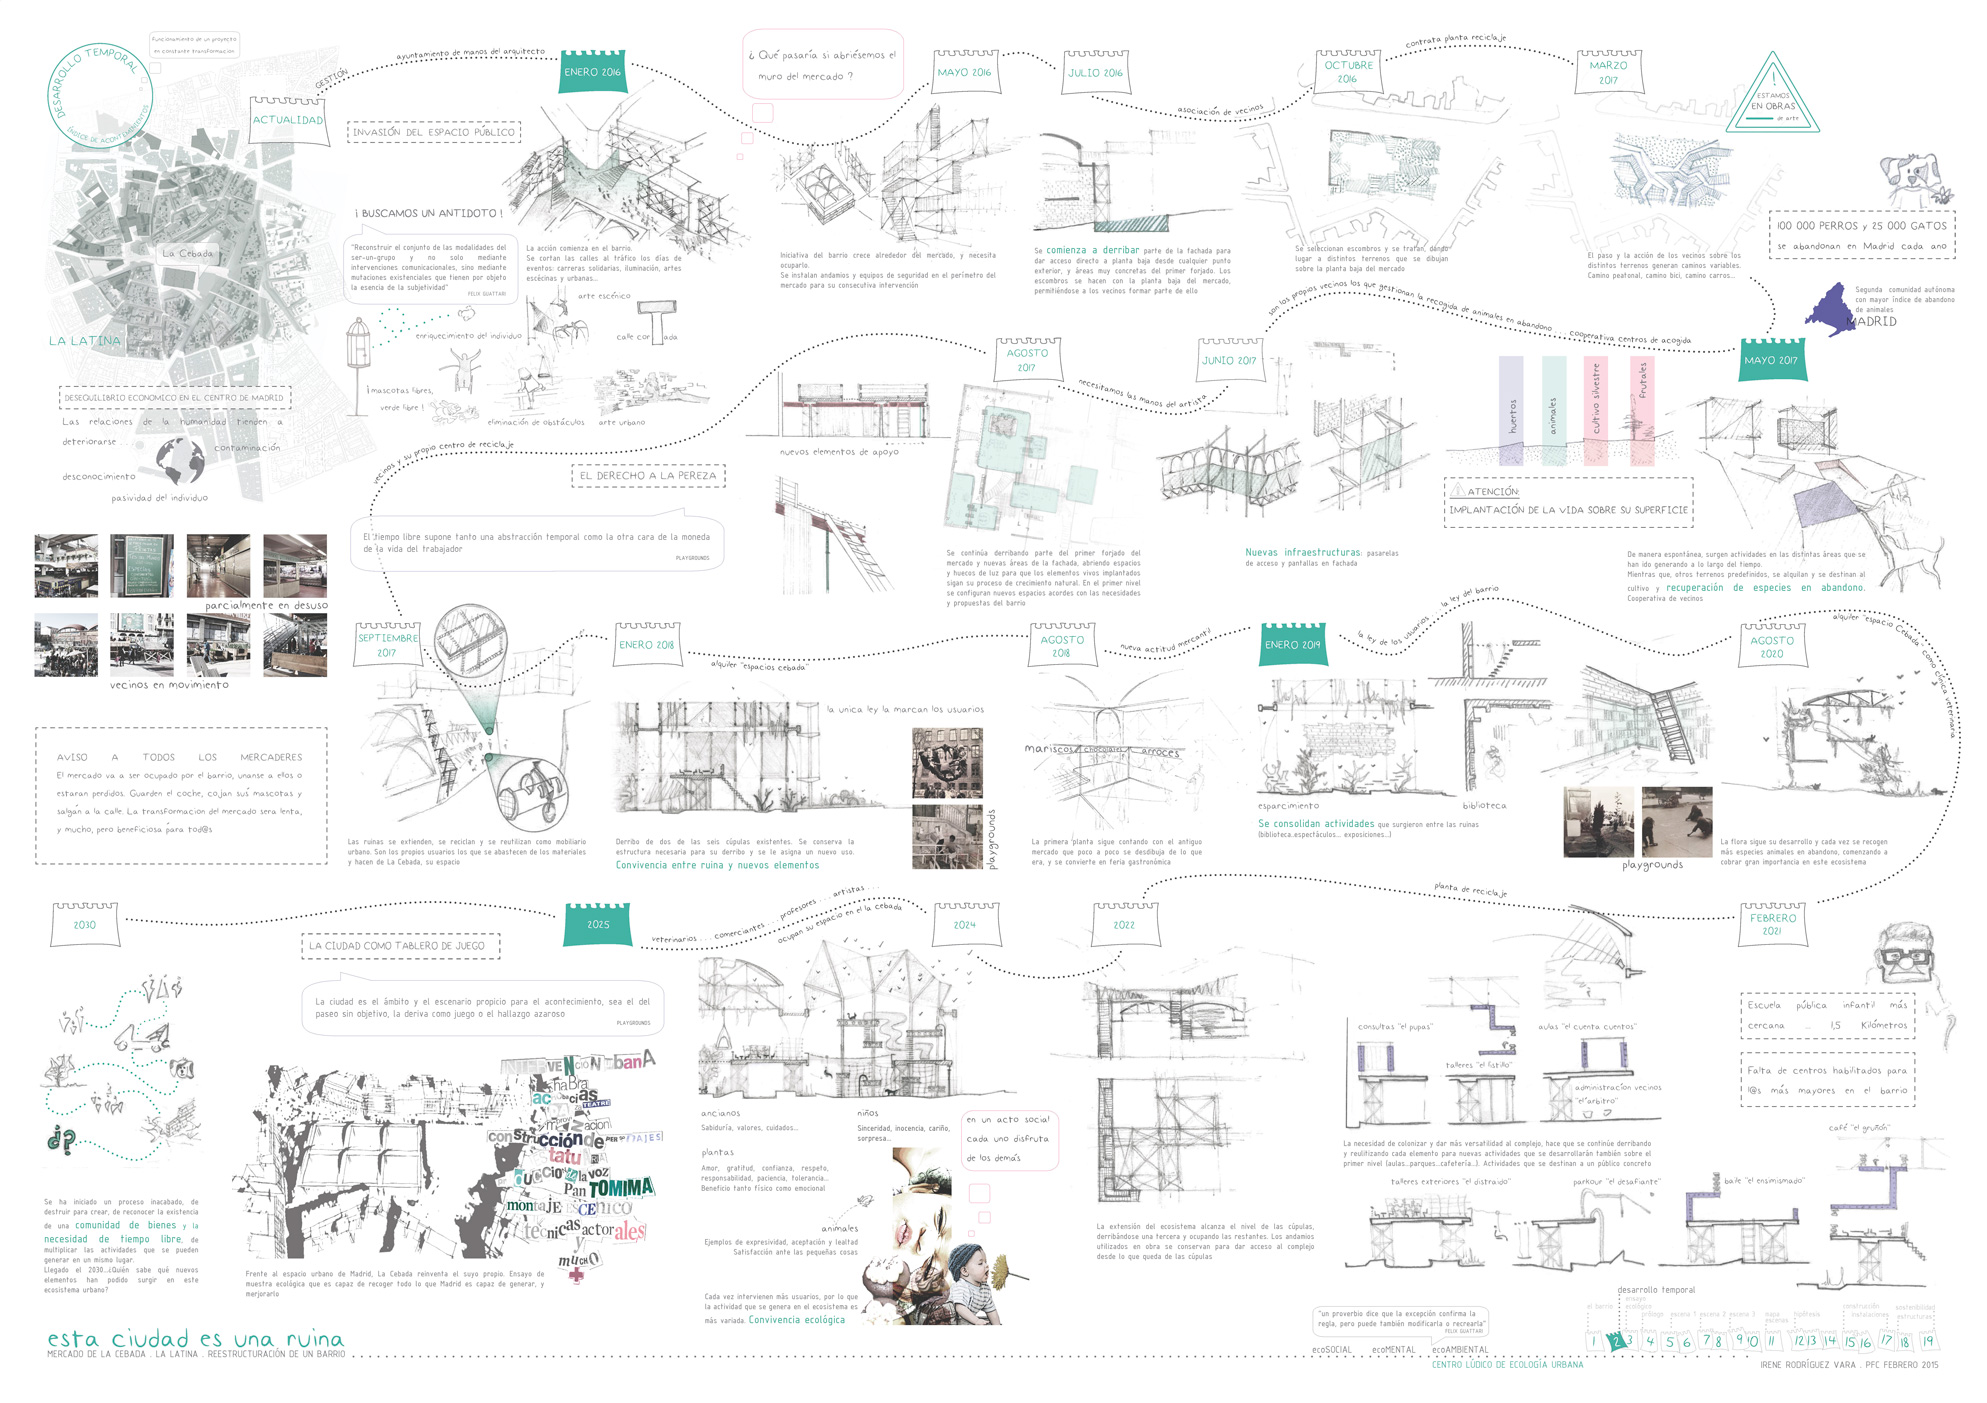 DESARROLLO TEMPORAL
ÍNDICE DE ACONTECIMIENTOS
Funcionamiento de un proyecto
en constante transformacion
ACTUALIDAD
GESTIÓN
ayuntamiento de manos del arquitecto
ENERO 2016
¿ Qué pasaría si abriésemos el
muro del mercado ?
MAYO 2016
JULIO 2016
asociación de vecinos
OCTUBRE
2016
contrata planta reciclaje
MARZO
2017
!
ESTAMOS
EN OBRAS
de arte
INVASIÓN DEL ESPACIO PÚBLICO
¡ BUSCAMOS UN ANTIDOTO !
"Reconstruir el conjunto de las modalidades del
ser-un-grupo y no solo mediante
intervenciones comunicacionales, sino mediante
mutaciones existenciales que tienen por objeto
la esencia de la subjetividad"
FELIX GUATTARI
La acción comienza en el barrio.
Se cortan las calles al tráfico los días de
eventos: carreras solidarias, iluminación, artes
escécinas y urbanas...
Iniciativa del barrio crece alrededor del mercado, y necesita
ocuparlo.
Se instalan andamios y equipos de seguridad en el perímetro del
mercado para su consecutiva intervención
Se comienza a derribar parte de la fachada para
dar acceso directo a planta baja desde cualquier punto
exterior, y áreas muy concretas del primer forjado. Los
escombros se hacen con la planta baja del mercado,
permitiéndose a los vecinos formar parte de ello
Se seleccionan escombros y se tratan, dando
lugar a distintos terrenos que se dibujan
sobre la planta baja del mercado
El paso y la acción de los vecinos sobre los
distintos terrenos generan caminos variables.
Camino peatonal, camino bici, camino carros...
100 000 PERROS y 25 000 GATOS
se abandonan en Madrid cada ano
Segunda comunidad autónoma
con mayor índice de abandono
de animales
MADRID
La Cebada
LA LATINA
arte escénico
enriquecimiento del individuo
calle cor ada
¡mascotas libres,
verde libre !
eliminación de obstáculos
arte urbano
DESEQUILIBRIO ECONOMICO EN EL CENTRO DE MADRID
Las relaciones de la humanidad tienden a
deteriorarse . . .
contaminación
desconocimiento
pasividad del individuo
vecinos y su propio centro de reciclaje
EL DERECHO A LA PEREZA
El tiempo libre supone tanto una abstracción temporal como la otra cara de la moneda
de la vida del trabajador
PLAYGROUNDS
nuevos elementos de apoyo
AGOSTO
2017
necesitamos las manos del artista
JUNIO 2017
son los propios vecinos los que gestionan la recogida de animales en abandono . . . cooperativa centros de acogida
MAYO 2017
huertos
animales
cultivo silvestre
frutales
ATENCIÓN:
IMPLANTACIÓN DE LA VIDA SOBRE SU SUPERFICIE
Se continúa derribando parte del primer forjado del
mercado y nuevas áreas de la fachada, abriendo espacios
y huecos de luz para que los elementos vivos implantados
sigan su proceso de crecimiento natural. En el primer nivel
se configuran nuevos espacios acordes con las necesidades
y propuestas del barrio
Nuevas infraestructuras: pasarelas
de acceso y pantallas en fachada
De manera espontánea, surgen actividades en las distintas áreas que se
han ido generando a lo largo del tiempo.
Mientras que, otros terrenos predefinidos, se alquilan y se destinan al
cultivo y recuperación de especies en abandono.
Cooperativa de vecinos
parcialmente en desuso
vecinos en movimiento
AVISO A TODOS LOS MERCADERES
El mercado va a ser ocupado por el barrio, unanse a ellos o
estaran perdidos. Guarden el coche, cojan sus mascotas y
salgan a la calle. La transformacion del mercado sera lenta,
y mucho, pero beneficiosa para tod@s
SEPTIEMBRE
2017
ENERO 2018
alquiler "espacios cebada"
AGOSTO
2018
nueva actitud mercantil
ENERO 2019
la ley de los usuarios
la ley del barrio
AGOSTO
2020
alquiler "espacio Cebada" como clínica veterinaria
la unica ley la marcan los usuarios
playgrounds
mariscos chocolates arroces
esparcimiento
biblioteca
playgrounds
Las ruinas se extienden, se reciclan y se reutilizan como mobiliario
urbano. Son los propios usuarios los que se abastecen de los materiales
y hacen de La Cebada, su espacio
Derribo de dos de las seis cúpulas existentes. Se conserva la
estructura necesaria para su derribo y se le asigna un nuevo uso.
Convivencia entre ruina y nuevos elementos
La primera planta sigue contando con el antiguo
mercado que poco a poco se desdibuja de lo que
era, y se convierte en feria gastronómica
Se consolidan actividades que surgieron entre las ruinas
(biblioteca..espectáculos... exposiciones...)
La flora sigue su desarrollo y cada vez se recogen
más especies animales en abandono, comenzando a
cobrar gran importancia en este ecosistema
2030
2025
veterinarios . . . comerciantes . . . profesores . . . artistas . . .
ocupan su espacio en el la cebada
2024
2022
planta de reciclaje
FEBRERO
2021
LA CIUDAD COMO TABLERO DE JUEGO
La ciudad es el ámbito y el escenario propicio para el acontecimiento, sea el del
paseo sin objetivo, la deriva como juego o el hallazgo azaroso
PLAYGROUNDS
INTERVENCIÓN urbanA
TEATRE
construcción de PERSONAJES
tatu
voz
PanTOMIMA
montaJE ESCEnico
técnicas actorales
y
mucHO
+
¿?
Se ha iniciado un proceso inacabado, de
destruir para crear, de reconocer la existencia
de una comunidad de bienes y la
necesidad de tiempo libre, de
multiplicar las actividades que se pueden
generar en un mismo lugar.
Llegado el 2030...¿Quién sabe qué nuevos
elementos han podido surgir en este
ecosistema urbano?
Frente al espacio urbano de Madrid, La Cebada reinventa el suyo propio. Ensayo de
muestra ecológica que es capaz de recoger todo lo que Madrid es capaz de generar, y
merjorarlo
ancianos
Sabiduría, valores, cuidados...
niños
Sinceridad, inocencia, cariño,
sorpresa...
plantas
Amor, gratitud, confianza, respeto,
responsabilidad, paciencia, tolerancia...
Beneficio tanto físico como emocional
animales
Ejemplos de expresividad, aceptación y lealtad
Satisfacción ante las pequeñas cosas
Cada vez intervienen más usuarios, por lo que
la actividad que se genera en el ecosistema es
más variada. Convivencia ecológica
en un acto social
cada uno disfruta
de los demás
La extensión del ecosistema alcanza el nivel de las cúpulas,
derribándose una tercera y ocupando las restantes. Los andamios
utilizados en obra se conservan para dar acceso al complejo
desde lo que queda de las cúpulas
consultas "el pupas"
aulas "el cuenta cuentos"
talleres "el listillo"
administracíon vecinos
"el arbitro"
La necesidad de colonizar y dar más versatilidad al complejo, hace que se continúe derribando
y reulitizando cada elemento para nuevas actividades que se desarrollarán también sobre el
primer nivel (aulas...parques...cafetería...). Actividades que se destinan a un público concreto
talleres exteriores "el distraido"
parkour "el desafiante"
baile "el ensimismado"
café "el gruñón"
Escuela pública infantil más
cercana _ 1,5 Kilómetros
Falta de centros habilitados para
l@s más mayores en el barrio
esta ciudad es una ruina
MERCADO DE LA CEBADA . LA LATINA . REESTRUCTURACIÓN DE UN BARRIO
"un proverbio dice que la excepción confirma la
regla, pero puede también modificarla o recrearla"
FELIX GUATTARI
ecoSOCIAL ecoMENTAL ecoAMBIENTAL
CENTRO LÚDICO DE ECOLOGÍA URBANA
desarrollo temporal
el barrio
ensayo
ecológico
prólogo
escena 1
escena 2
escena 3
mapa
escenas
hipótesis
construcción
instalaciones
sostenibilidad
estructuras
1 2 3 4 5 6 7 8 9 10 11 12 13 14 15 16 17 18 19
IRENE RODRÍGUEZ VARA . PFC FEBRERO 2015